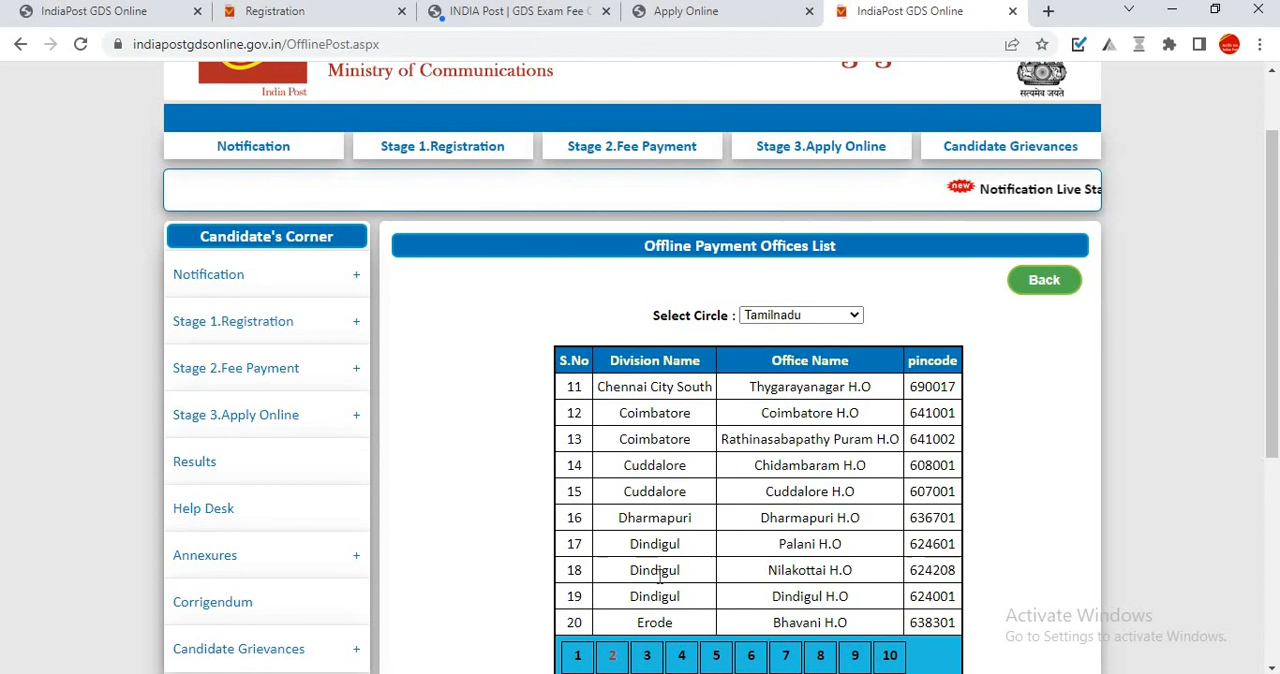 IndiaPost GDS Online
Registration
INDIA Post | GDS Exam Fee
Apply Online
IndiaPost GDS Online
indiapostgdsonline.gov.in/OfflinePost.aspx
India Post
Ministry of Communications
सत्यमेव जयते
Notification
Stage 1.Registration
Stage 2.Fee Payment
Stage 3.Apply Online
Candidate Grievances
new Notification Live Sta
Candidate's Corner
Notification +
Stage 1.Registration +
Stage 2.Fee Payment +
Stage 3.Apply Online +
Results
Help Desk
Annexures +
Corrigendum
Candidate Grievances +
Offline Payment Offices List
Back
Select Circle : Tamilnadu
S.No Division Name Office Name pincode
11 Chennai City South Thygarayanagar H.O 690017
12 Coimbatore Coimbatore H.O 641001
13 Coimbatore Rathinasabapathy Puram H.O 641002
14 Cuddalore Chidambaram H.O 608001
15 Cuddalore Cuddalore H.O 607001
16 Dharmapuri Dharmapuri H.O 636701
17 Dindigul Palani H.O 624601
18 Dindigul Nilakottai H.O 624208
19 Dindigul Dindigul H.O 624001
20 Erode Bhavani H.O 638301
1 2 3 4 5 6 7 8 9 10
Activate Windows
Go to Settings to activate Windows.